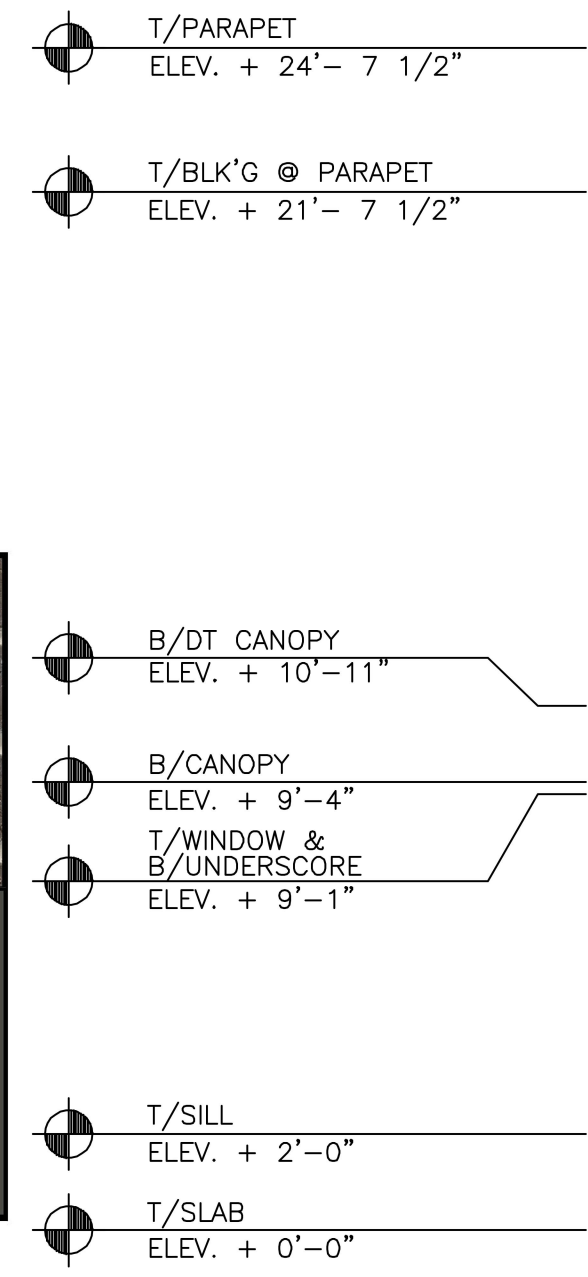 T/PARAPET
ELEV. + 24'– 7 1/2”
T/BLK'G @ PARAPET
ELEV. + 21'– 7 1/2”
B/DT CANOPY
ELEV. + 10'–11”
B/CANOPY
ELEV. + 9'–4”
T/WINDOW &
B/UNDERSCORE
ELEV. + 9'–1”
T/SILL
ELEV. + 2'–0”
T/SLAB
ELEV. + 0'–0”